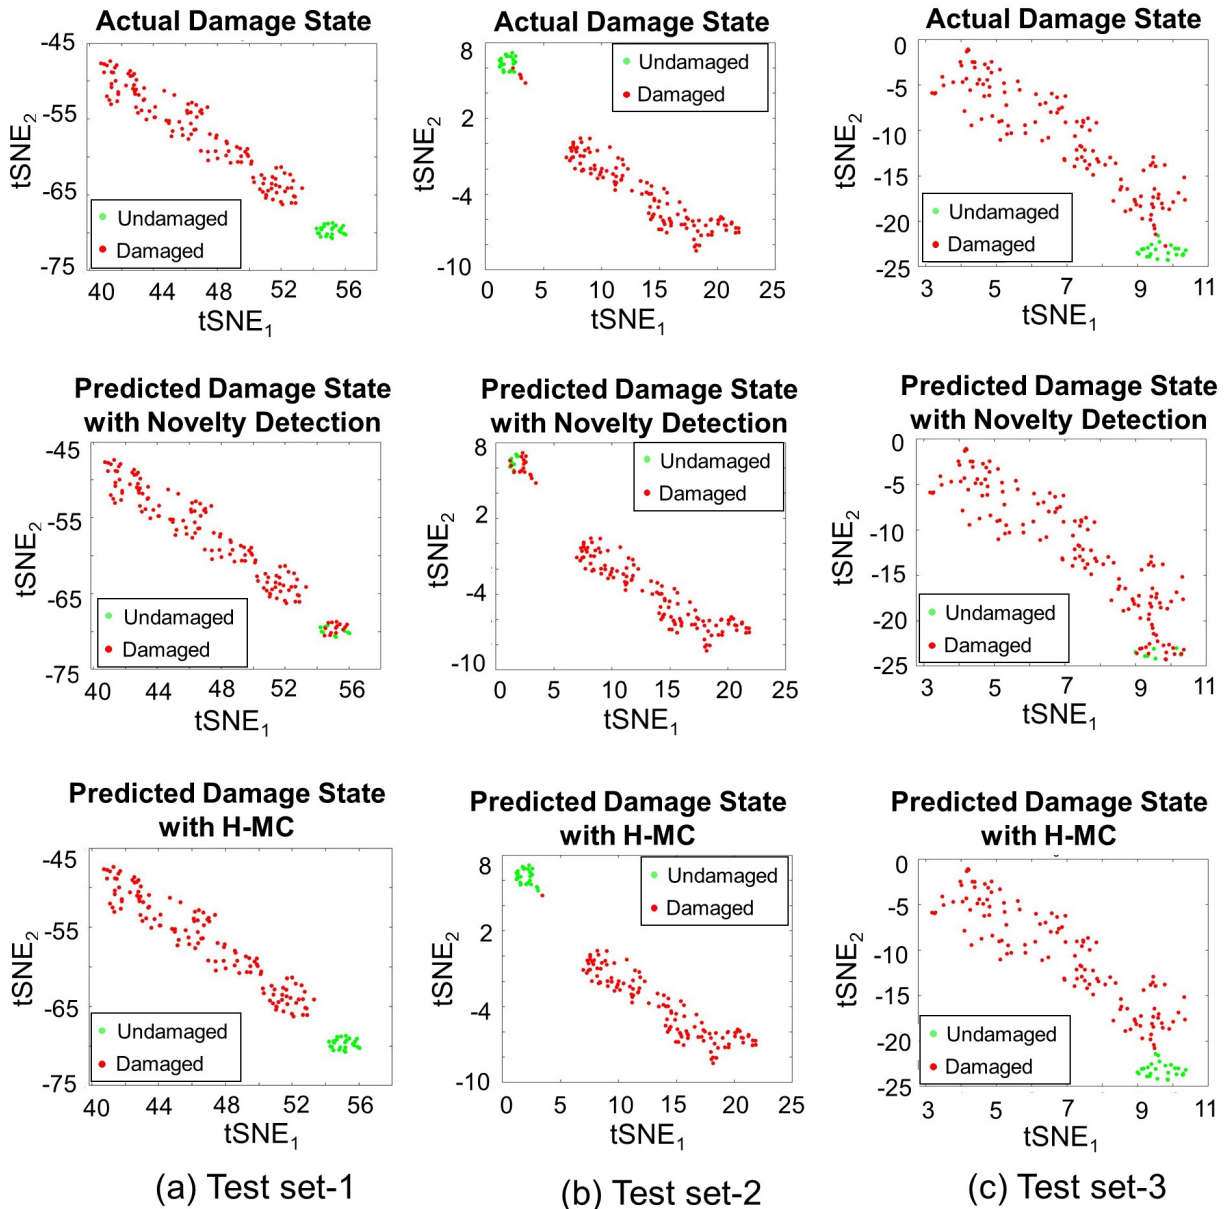 Actual Damage State
-45
-55
-65
-75
tSNE2
Undamaged
Damaged
40 44 48 52 56
tSNE1
Actual Damage State
8
2
-4
-10
tSNE2
Undamaged
Damaged
0 5 10 15 20 25
tSNE1
Actual Damage State
0
-5
-10
-15
-20
-25
tSNE2
Undamaged
Damaged
3 5 7 9 11
tSNE1
Predicted Damage State
with Novelty Detection
-45
-55
-65
-75
tSNE2
Undamaged
Damaged
40 44 48 52 56
tSNE1
Predicted Damage State
with Novelty Detection
8
2
-4
-10
tSNE2
Undamaged
Damaged
0 5 10 15 20 25
tSNE1
Predicted Damage State
with Novelty Detection
0
-5
-10
-15
-20
-25
tSNE2
Undamaged
Damaged
3 5 7 9 11
tSNE1
Predicted Damage State
with H-MC
-45
-55
-65
-75
tSNE2
Undamaged
Damaged
40 44 48 52 56
tSNE1
(a) Test set-1
Predicted Damage State
with H-MC
8
2
-4
-10
tSNE2
Undamaged
Damaged
0 5 10 15 20 25
tSNE1
(b) Test set-2
Predicted Damage State
with H-MC
0
-5
-10
-15
-20
-25
tSNE2
Undamaged
Damaged
3 5 7 9 11
tSNE1
(c) Test set-3